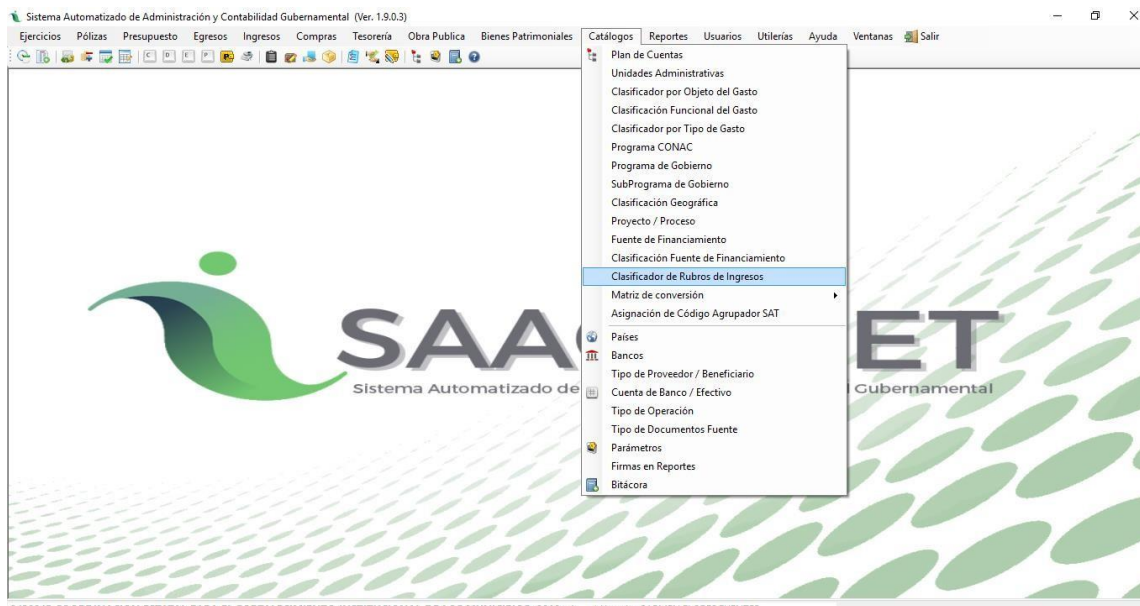 Sistema Automatizado de Administración y Contabilidad Gubernamental (Ver. 1.9.0.3)
Ejercicios Pólizas Presupuesto Egresos Ingresos Compras Tesorería Obra Publica Bienes Patrimoniales Catálogos Reportes Usuarios Utilerías Ayuda Ventanas Salir
Plan de Cuentas
Unidades Administrativas
Clasificador por Objeto del Gasto
Clasificación Funcional del Gasto
Clasificador por Tipo de Gasto
Programa CONAC
Programa de Gobierno
SubPrograma de Gobierno
Clasificación Geográfica
Proyecto / Proceso
Fuente de Financiamiento
Clasificación Fuente de Financiamiento
Clasificador de Rubros de Ingresos
Matriz de conversión
Asignación de Código Agrupador SAT
Países
Bancos
Tipo de Proveedor / Beneficiario
Cuenta de Banco / Efectivo
Tipo de Operación
Tipo de Documentos Fuente
Parámetros
Firmas en Reportes
Bitácora
SAA ET
Sistema Automatizado de Gubernamental